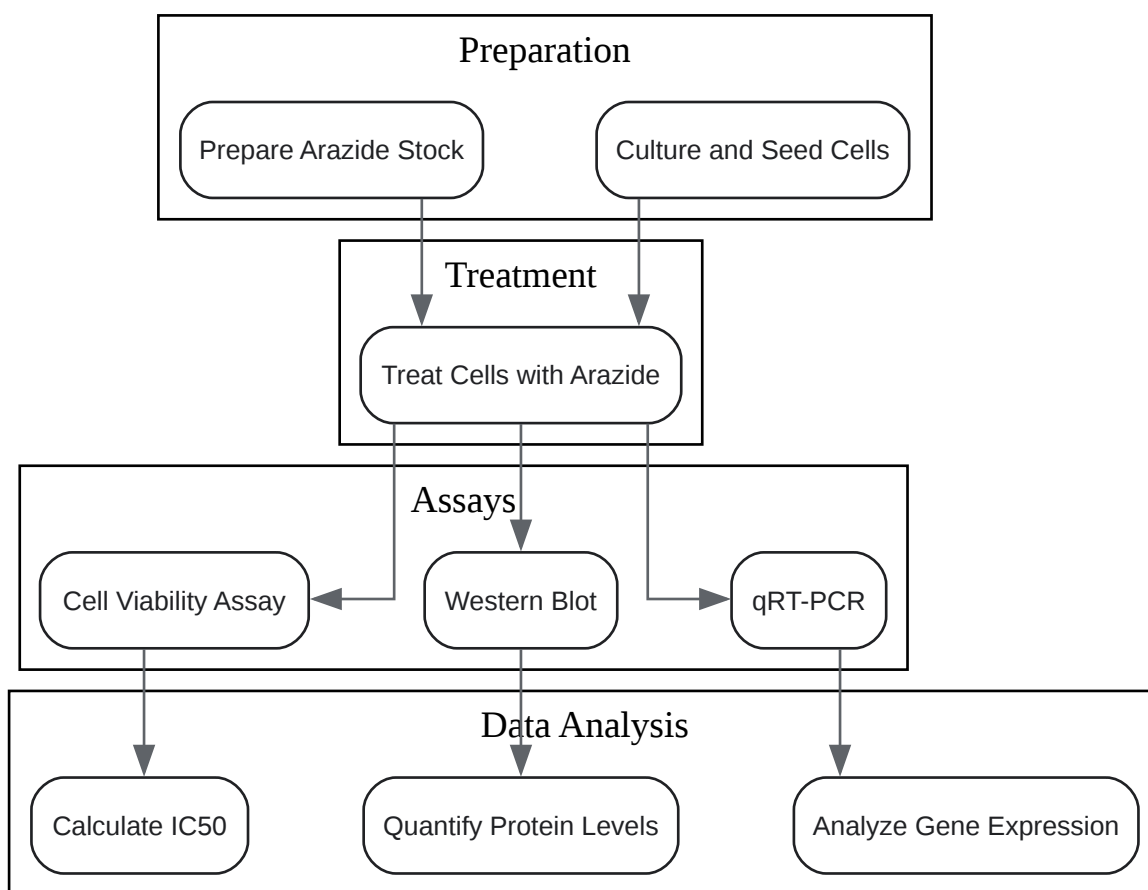 Preparation
Prepare Arazide Stock
Culture and Seed Cells
Treatment
Treat Cells with Arazide
Assays
Cell Viability Assay
Western Blot
qRT-PCR
Data Analysis
Calculate IC50
Quantify Protein Levels
Analyze Gene Expression